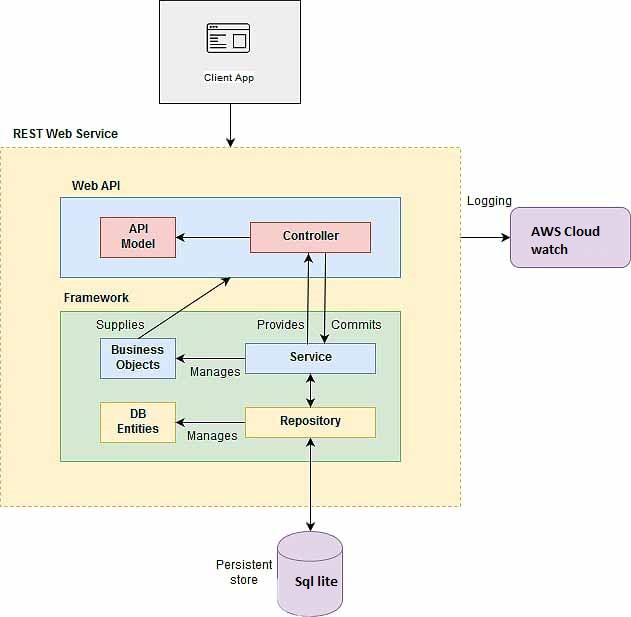 Client App
REST Web Service
Web API
Logging
API
Model
Controller
AWS Cloud
watch
Framework
Supplies
Provides
Commits
Business
Objects
Service
Manages
DB
Entities
Repository
Manages
Persistent
store
Sql lite